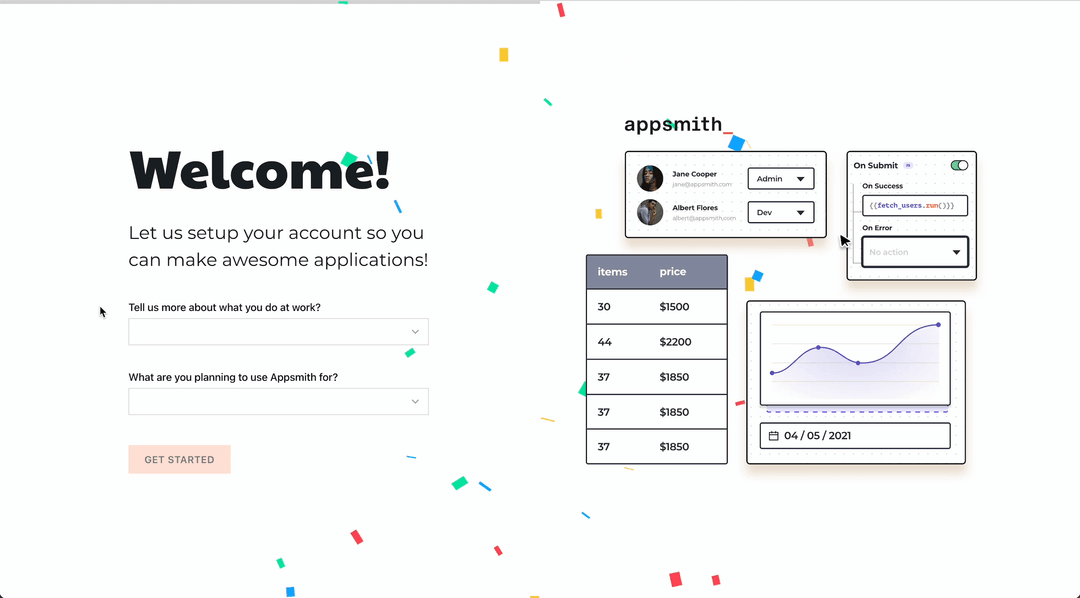 Welcome!
Let us setup your account so you
can make awesome applications!
Tell us more about what you do at work?
What are you planning to use Appsmith for?
GET STARTED
appsmith_
Jane Cooper
jane@appsmith.com
Admin
Albert Flores
albert@appsmith.com
Dev
On Submit
On Success
{{fetch_users.run()}}
On Error
No action
items price
30 $1500
44 $2200
37 $1850
37 $1850
37 $1850
04 / 05 / 2021